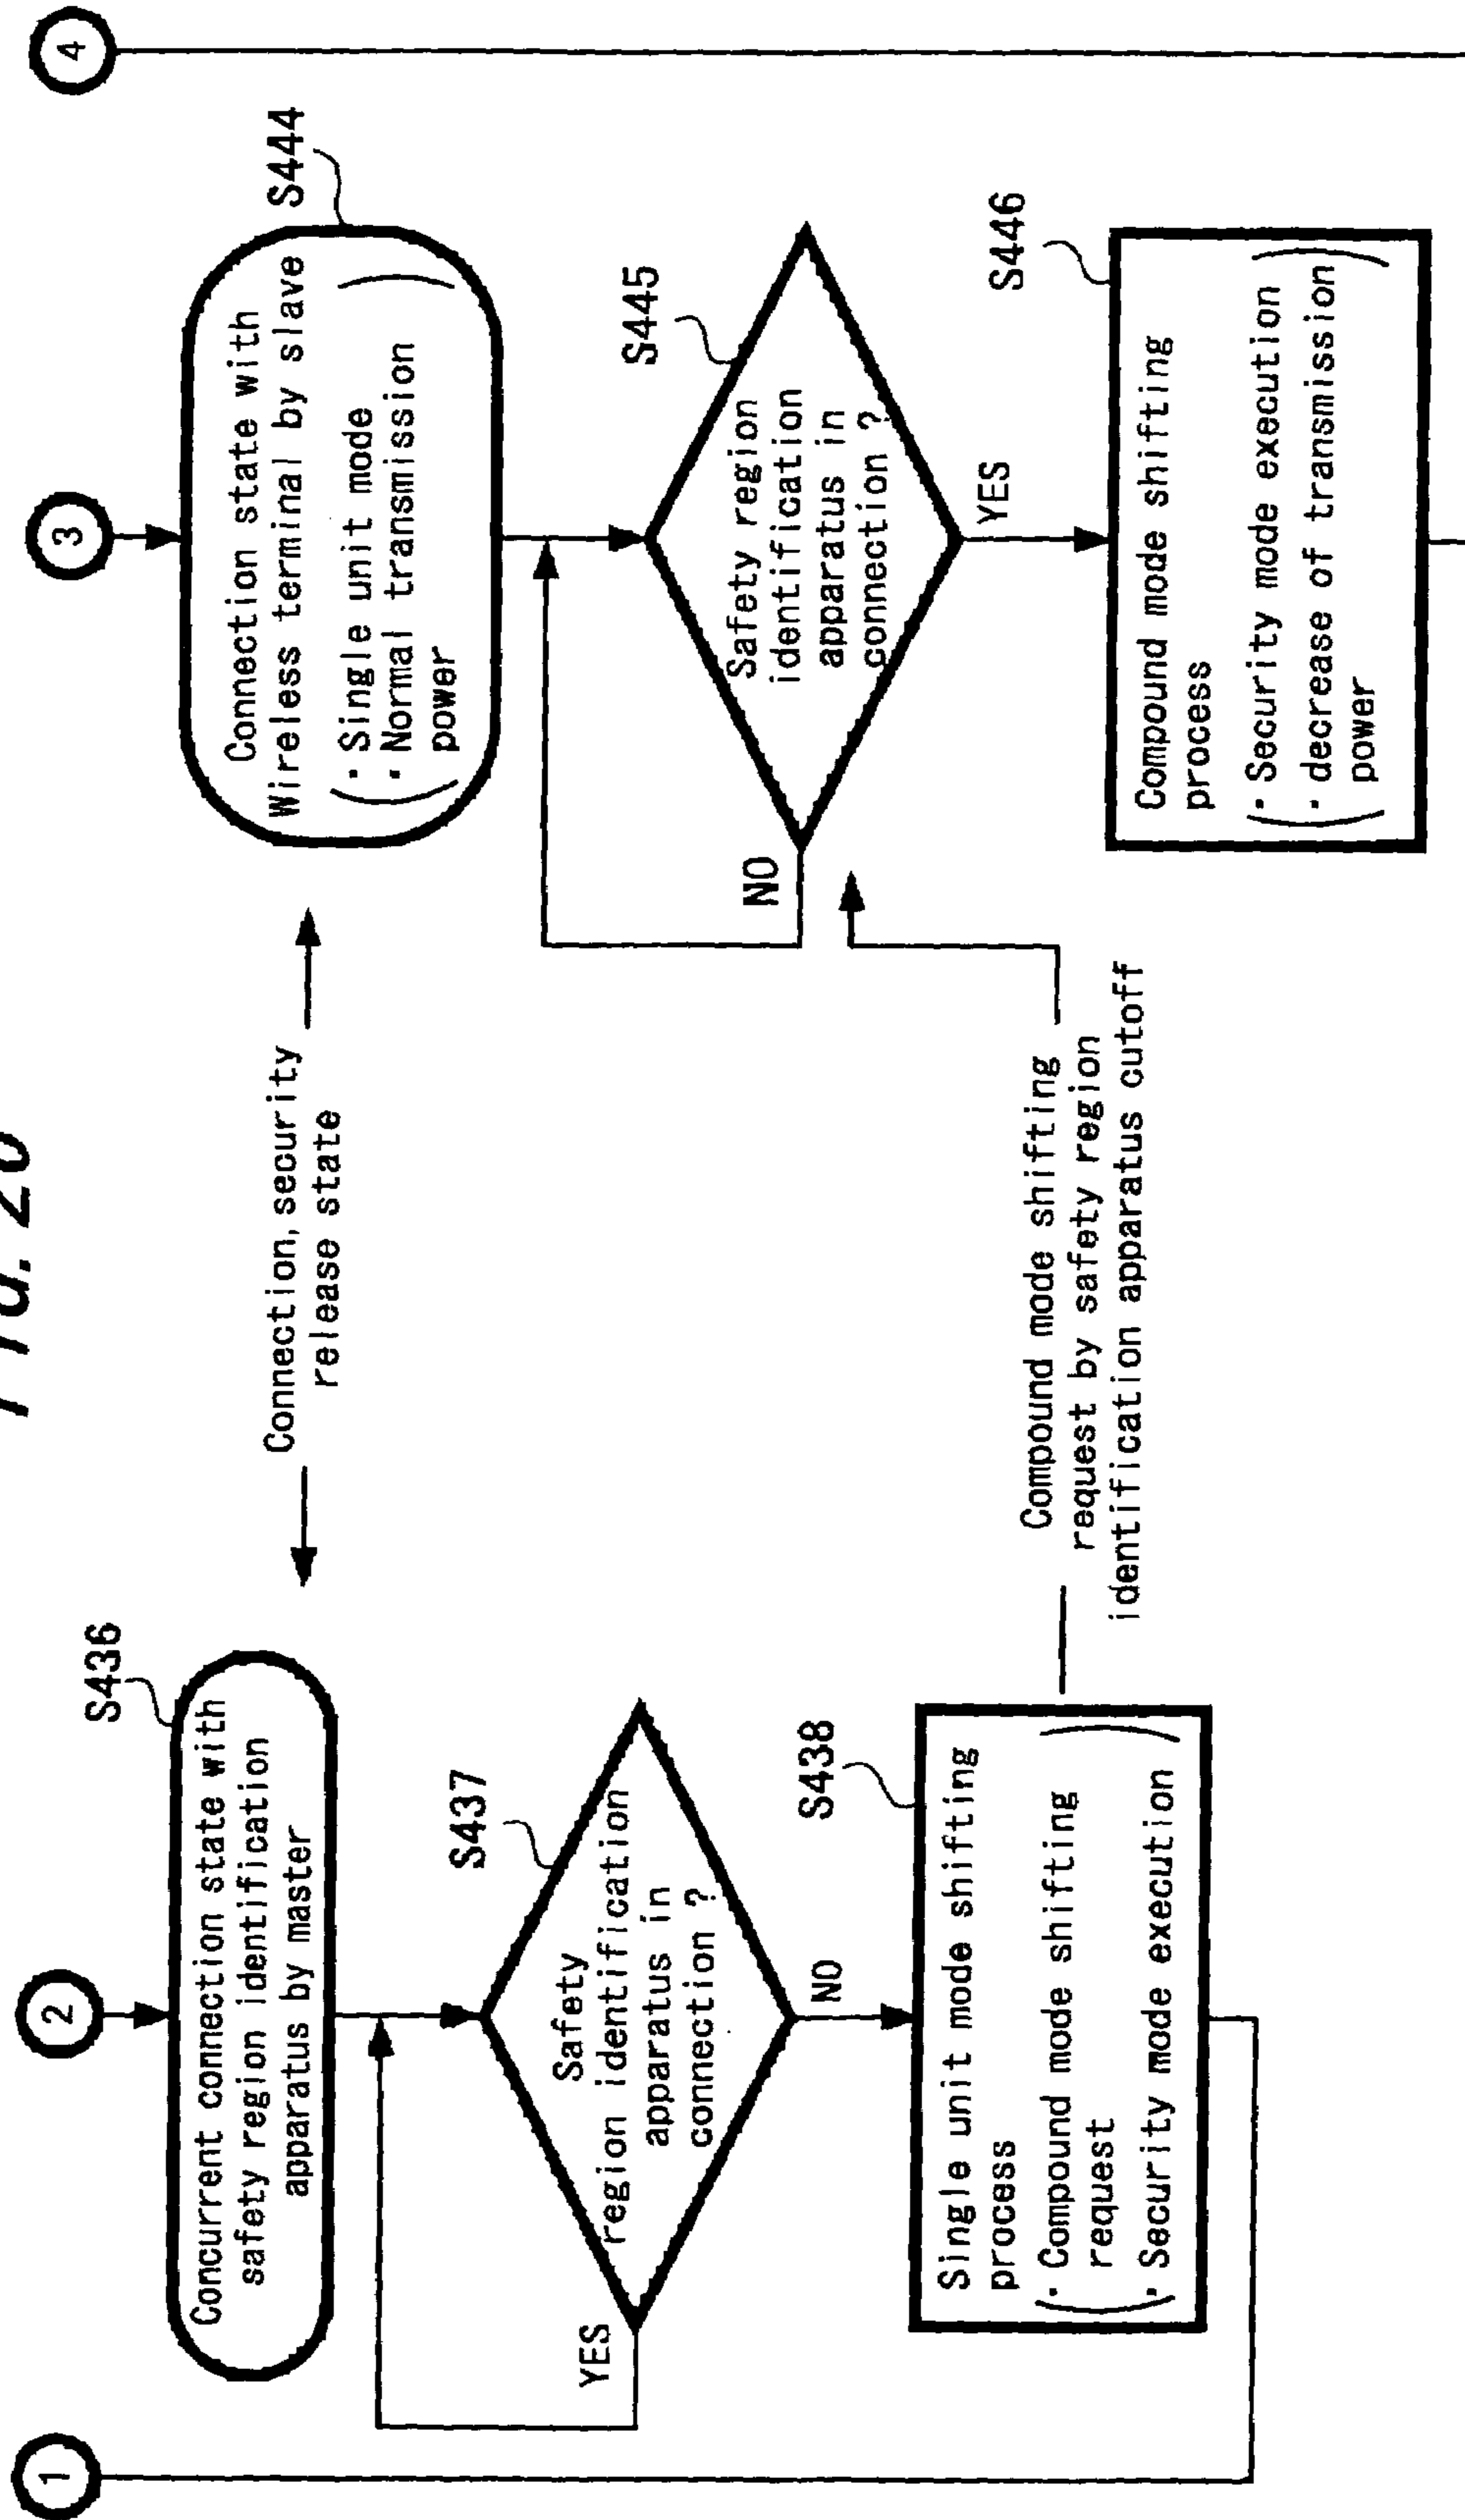 FIG. 20
1
2
S436
Concurrent connection state with
safety region identification
apparatus by master
S437
Safety
region identification
apparatus in
connection ?
YES
NO
S438
Single unit mode shifting
process
· Compound mode shifting
request
· Security mode execution
Connection, security
release state
Compound mode shifting
request by safety region
identification apparatus cutoff
3
4
S444
Connection state with
Wireless terminal by slave
· Single unit mode
· Normal transmission
power
S445
Safety region
identification
apparatus in
connection ?
NO
YES
S446
Compound mode shifting
process
· Security mode execution
· decrease of transmission
power